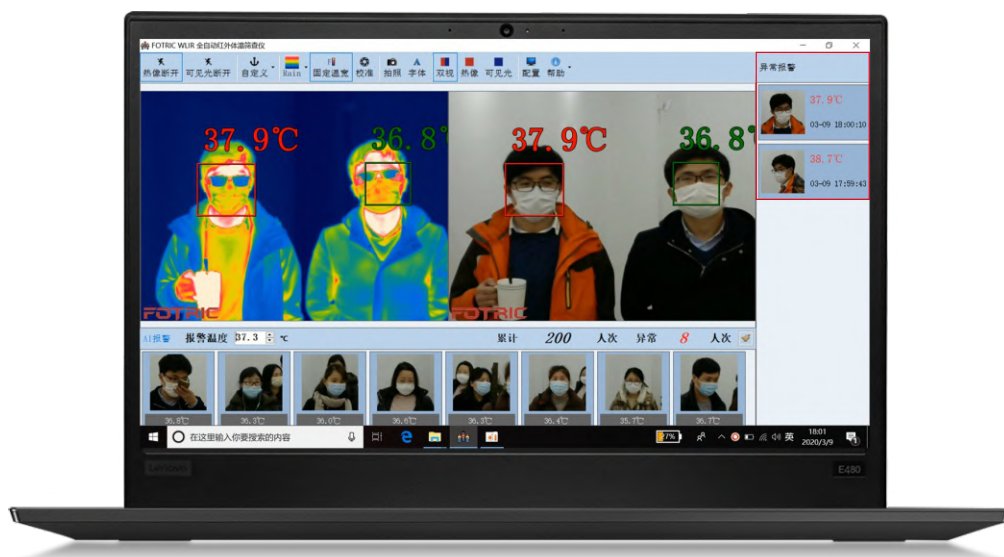 FOTRIC WLIR 全自动红外体温筛查仪
热像断开 可见光断开 自定义 Rain 固定温宽 校准 拍照 字体 双视 热像 可见光 配置 帮助
异常报警
37.9℃
03-09 18:00:10
38.7℃
03-09 17:59:43
37.9℃ 36.8° 37.9℃ 36.8°
FOTRIC FOTRIC
AI报警 报警温度 37.3 ℃ 累计 200 人次 异常 8 人次
36.8℃ 36.3℃ 36.0℃ 36.6℃ 36.3℃ 36.4℃ 35.7℃ 36.7℃
在这里输入你要搜索的内容
7% 英 18:01
2020/3/9
Lenovo E480